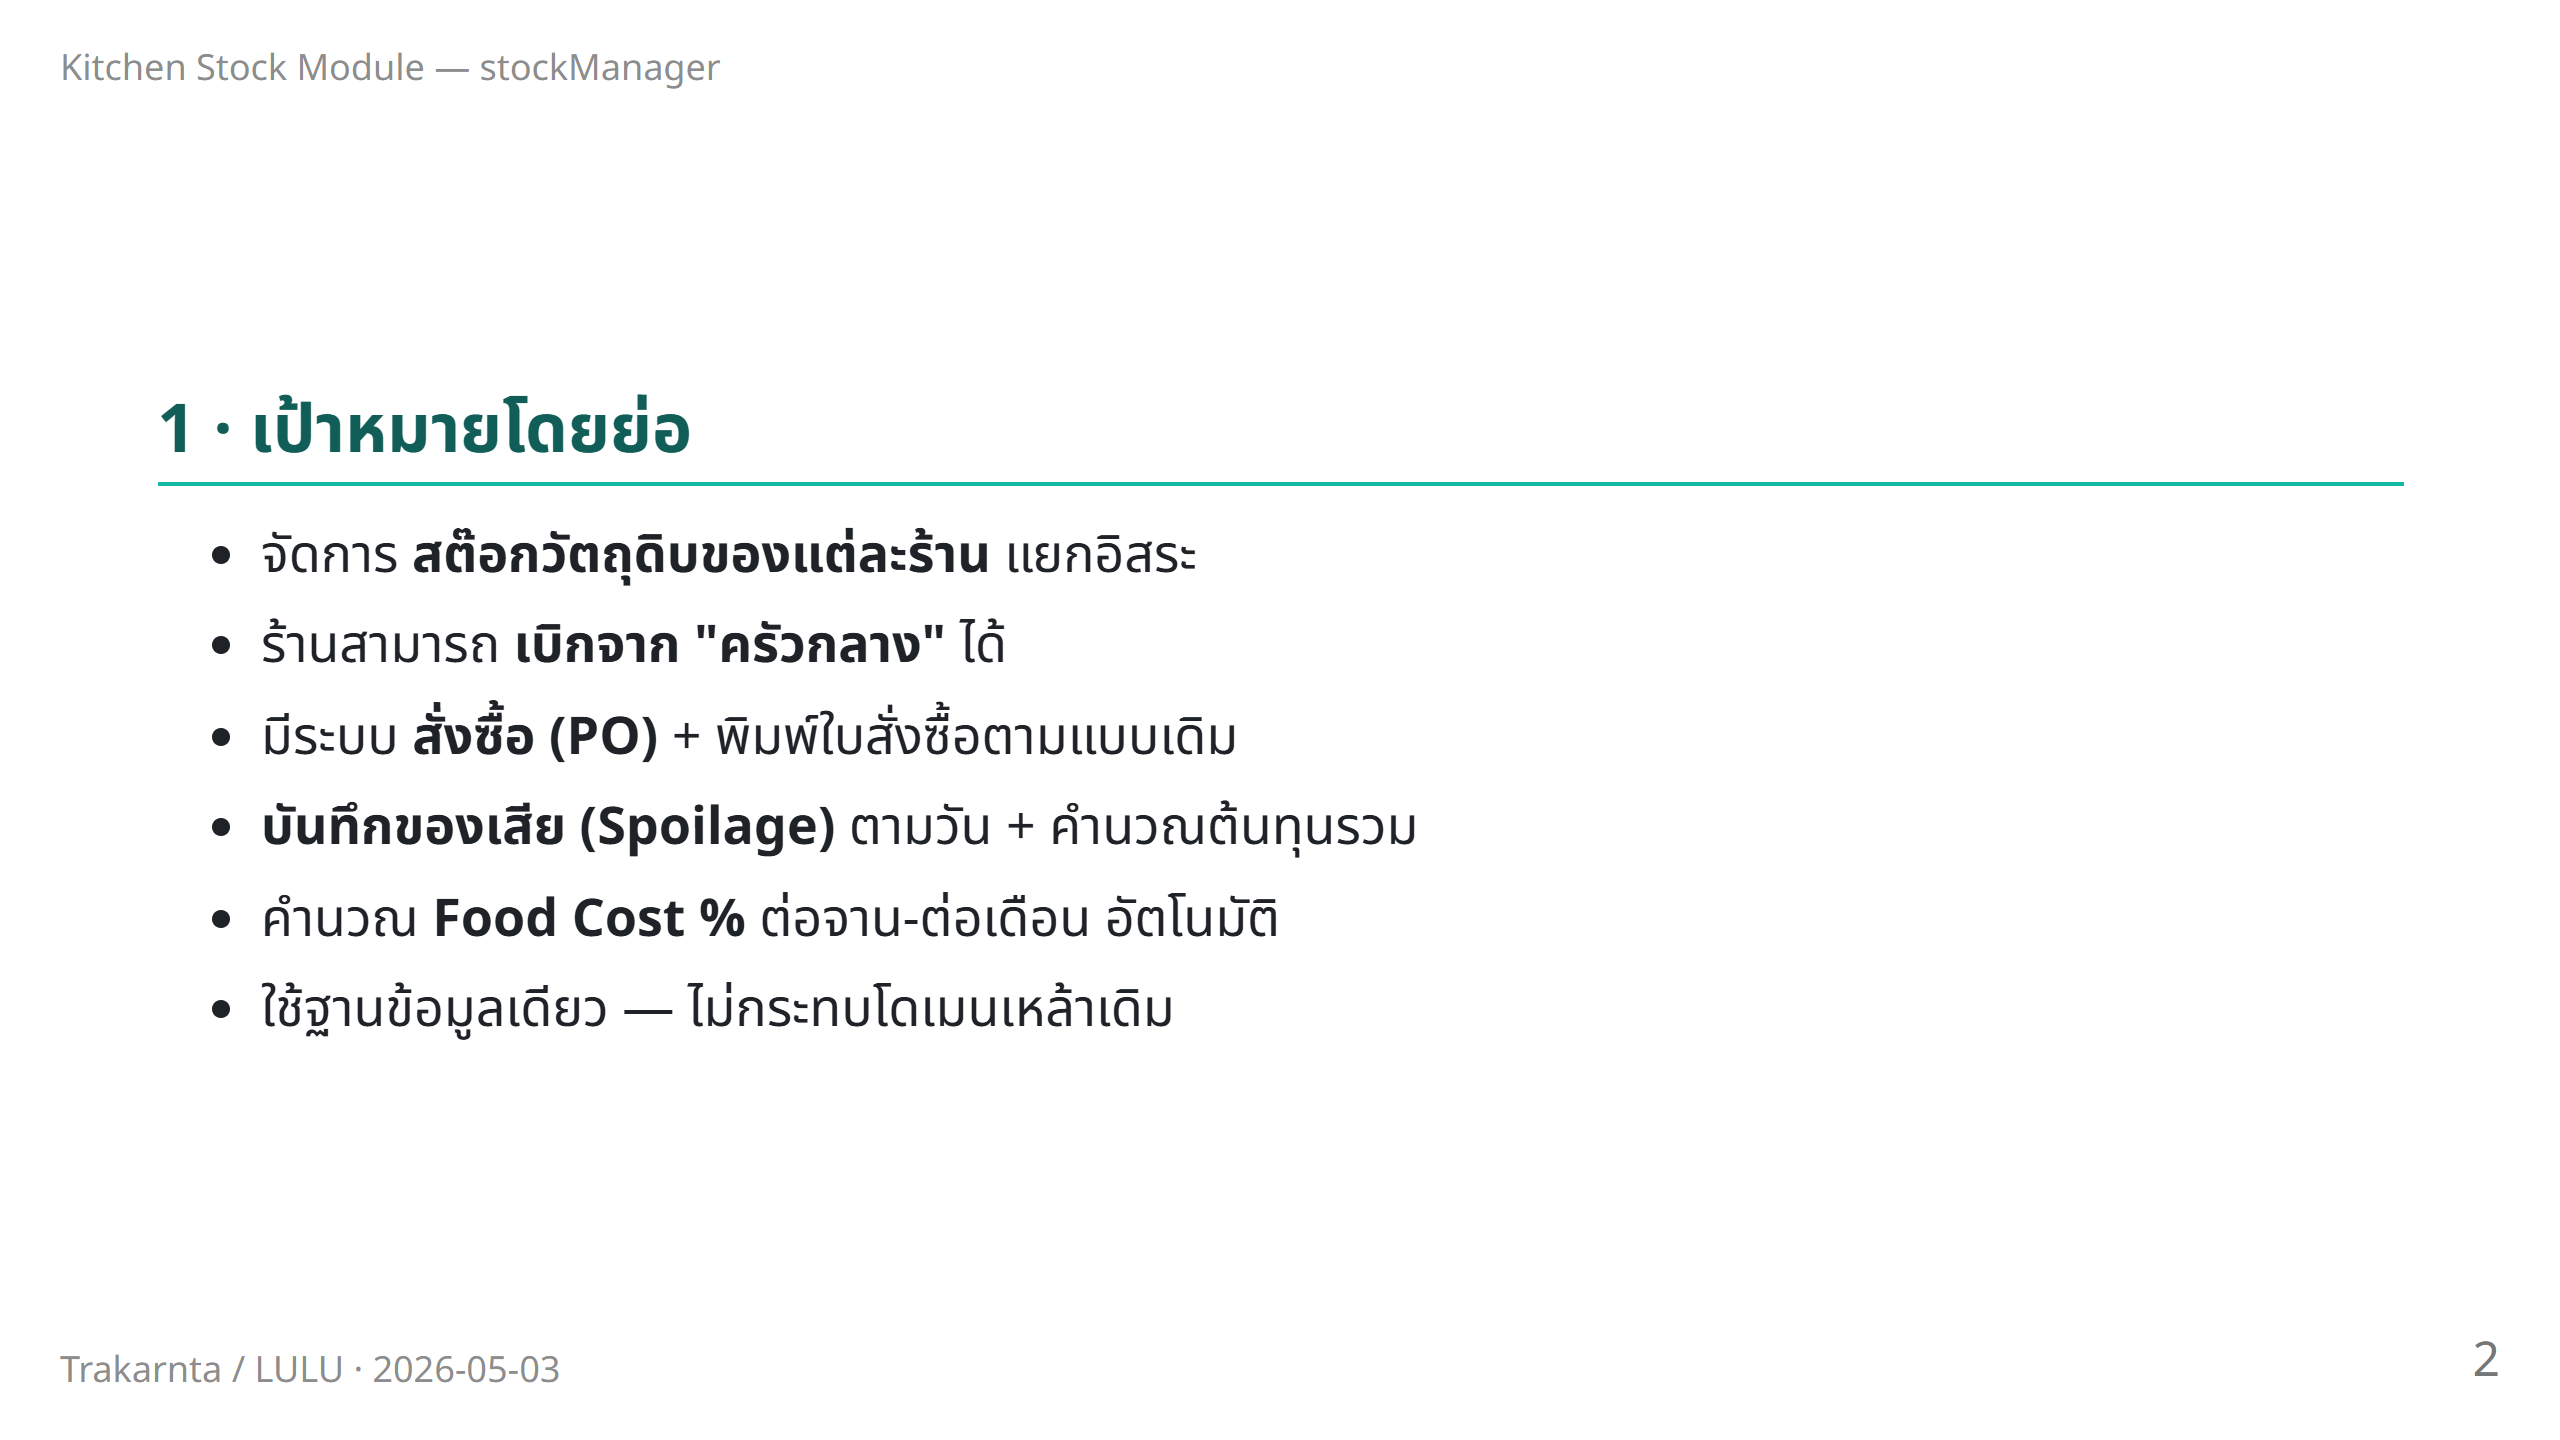 Kitchen Stock Module — stockManager
1 · เป้าหมายโดยย่อ
• จัดการ สต๊อกวัตถุดิบของแต่ละร้าน แยกอิสระ
• ร้านสามารถ เบิกจาก "ครัวกลาง" ได้
• มีระบบ สั่งซื้อ (PO) + พิมพ์ใบสั่งซื้อตามแบบเดิม
• บันทึกของเสีย (Spoilage) ตามวัน + คำนวณต้นทุนรวม
• คำนวณ Food Cost % ต่อจาน-ต่อเดือน อัตโนมัติ
• ใช้ฐานข้อมูลเดียว — ไม่กระทบโดเมนเหล้าเดิม
Trakarnta / LULU · 2026-05-03
2